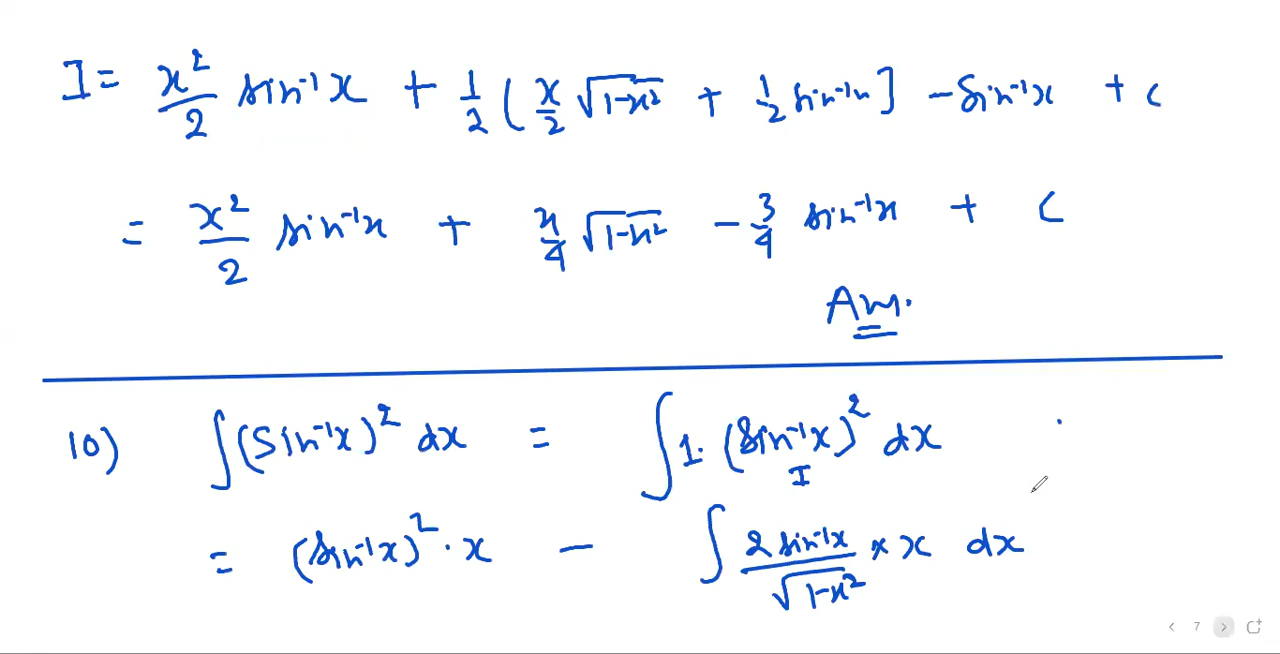 I = x²/2 sin⁻¹x + 1/2 ( x/2 √(1-x²) + 1/2 sin⁻¹x ] - sin⁻¹x + c
= x²/2 sin⁻¹x + x/4 √(1-x²) - 3/4 sin⁻¹x + c
Ans.
10) ∫(Sin⁻¹x)² dx = ∫1. (Sin⁻¹x)² dx
I
= (sin⁻¹x)² · x - ∫ 2 sin⁻¹x/√(1-x²) × x dx
7